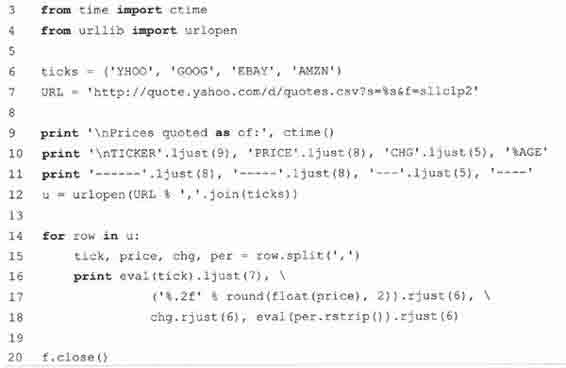 3 from time import ctime
4 from urllib import urlopen
5
6 ticks = ('YHOO', 'GOOG', 'EBAY', 'AMZN')
7 URL = 'http://quote.yahoo.com/d/quotes.csv?s=%s&f=sl1c1p2'
8
9 print '\nPrices quoted as of:', ctime()
10 print '\nTICKER'.ljust(9), 'PRICE'.ljust(8), 'CHG'.ljust(5), '%AGE'
11 print '------'.ljust(8), '-----'.ljust(8), '---'.ljust(5), '----'
12 u = urlopen(URL % ','.join(ticks))
13
14 for row in u:
15 tick, price, chg, per = row.split(',')
16 print eval(tick).ljust(7), \
17 ('%.2f' % round(float(price), 2)).rjust(6), \
18 chg.rjust(6), eval(per.rstrip()).rjust(6)
19
20 f.close()